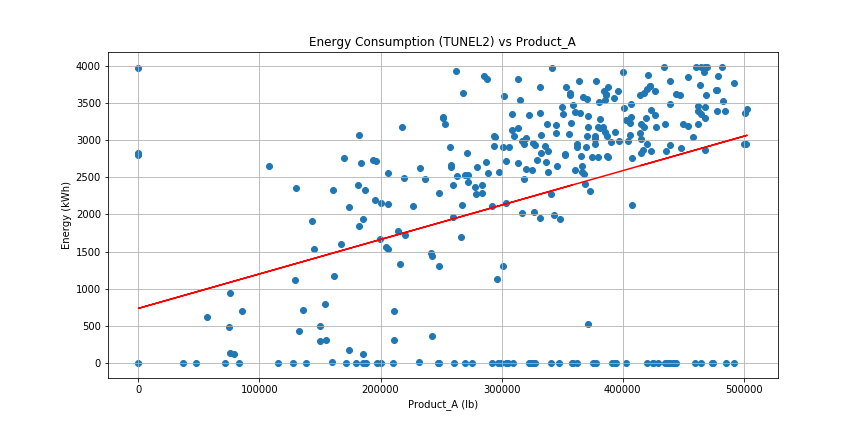 Energy Consumption (TUNEL2) vs Product_A
4000
3500
3000
2500
2000
1500
1000
500
0
Energy (kWh)
0 100000 200000 300000 400000 500000
Product_A (lb)